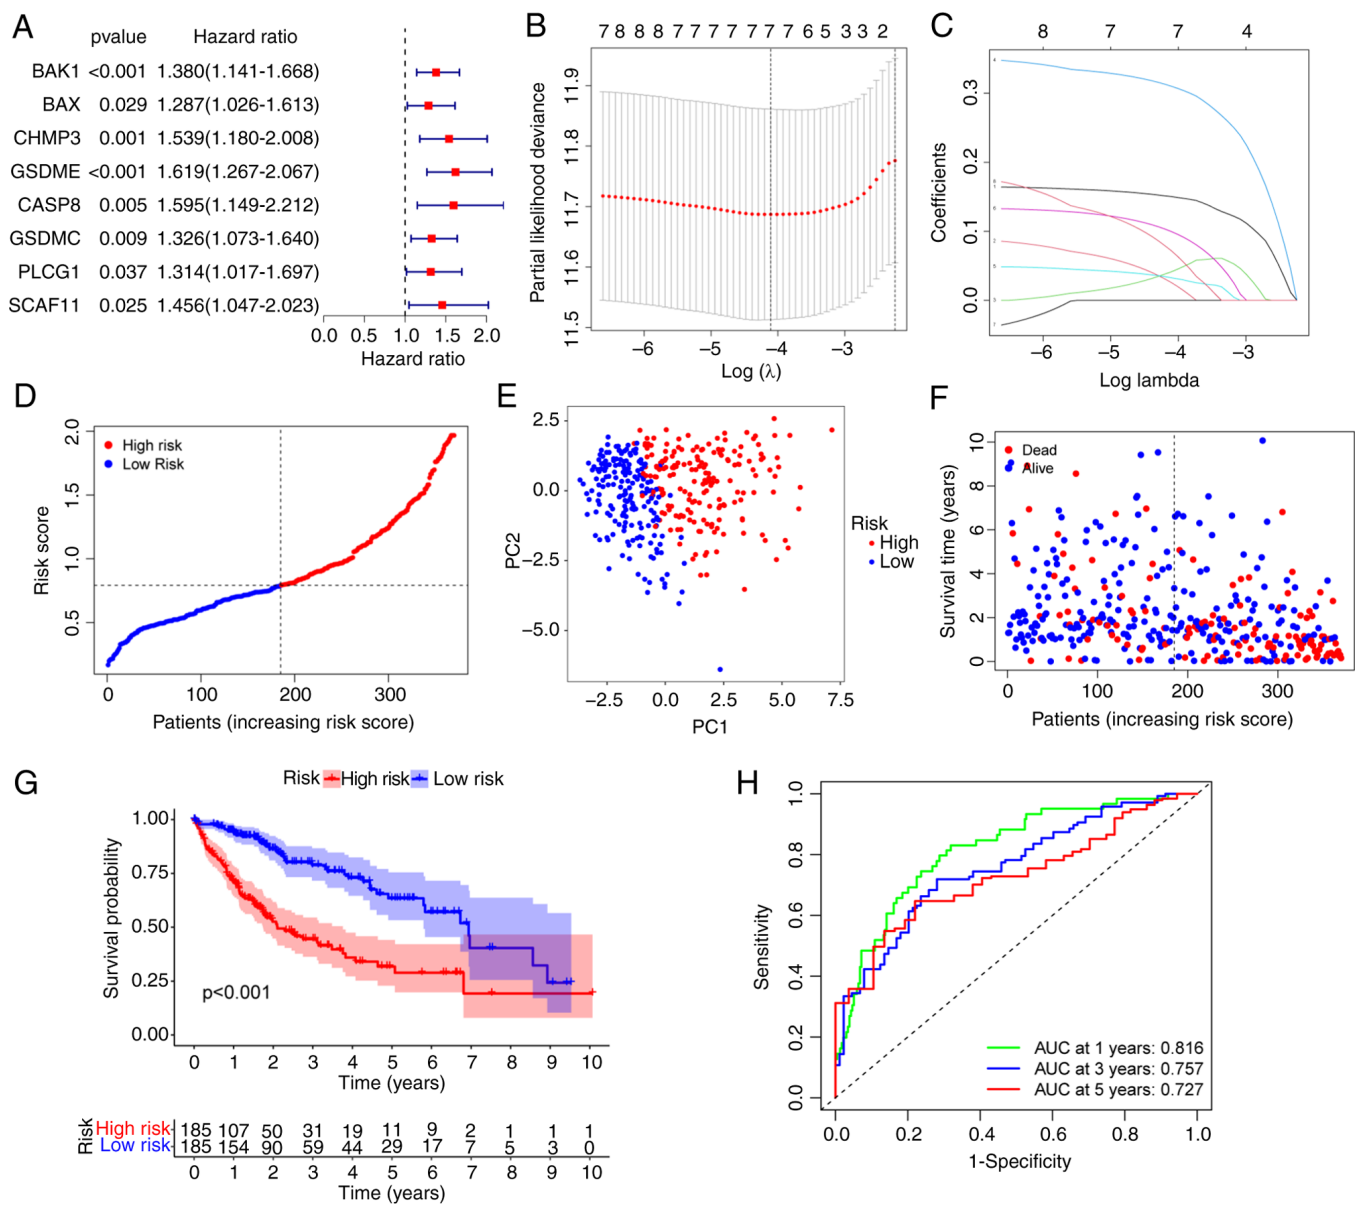 A
pvalue Hazard ratio
BAK1 <0.001 1.380(1.141-1.668)
BAX 0.029 1.287(1.026-1.613)
CHMP3 0.001 1.539(1.180-2.008)
GSDME <0.001 1.619(1.267-2.067)
CASP8 0.005 1.595(1.149-2.212)
GSDMC 0.009 1.326(1.073-1.640)
PLCG1 0.037 1.314(1.017-1.697)
SCAF11 0.025 1.456(1.047-2.023)
0.0 0.5 1.0 1.5 2.0
Hazard ratio
B
7 8 8 8 7 7 7 7 7 7 7 6 5 3 3 2
Partial likelihood deviance
11.9
11.8
11.7
11.6
11.5
−6 −5 −4 −3
Log (λ)
C
8 7 7 4
Coefficients
0.3
0.2
0.1
0.0
−6 −5 −4 −3
Log lambda
D
Risk score
2.0
1.5
1.0
0.5
High risk
Low Risk
0 100 200 300
Patients (increasing risk score)
E
PC2
2.5
0.0
−2.5
−5.0
−2.5 0.0 2.5 5.0 7.5
PC1
Risk
High
Low
F
Survival time (years)
10
8
6
4
2
0
Dead
Alive
0 100 200 300
Patients (increasing risk score)
G
Risk High risk Low risk
Survival probability
1.00
0.75
0.50
0.25
0.00
p<0.001
0 1 2 3 4 5 6 7 8 9 10
Time (years)
Risk
High risk 185 107 50 31 19 11 9 2 1 1 1
Low risk 185 154 90 59 44 29 17 7 5 3 0
0 1 2 3 4 5 6 7 8 9 10
Time (years)
H
Sensitivity
1.0
0.8
0.6
0.4
0.2
0.0
AUC at 1 years: 0.816
AUC at 3 years: 0.757
AUC at 5 years: 0.727
0.0 0.2 0.4 0.6 0.8 1.0
1-Specificity